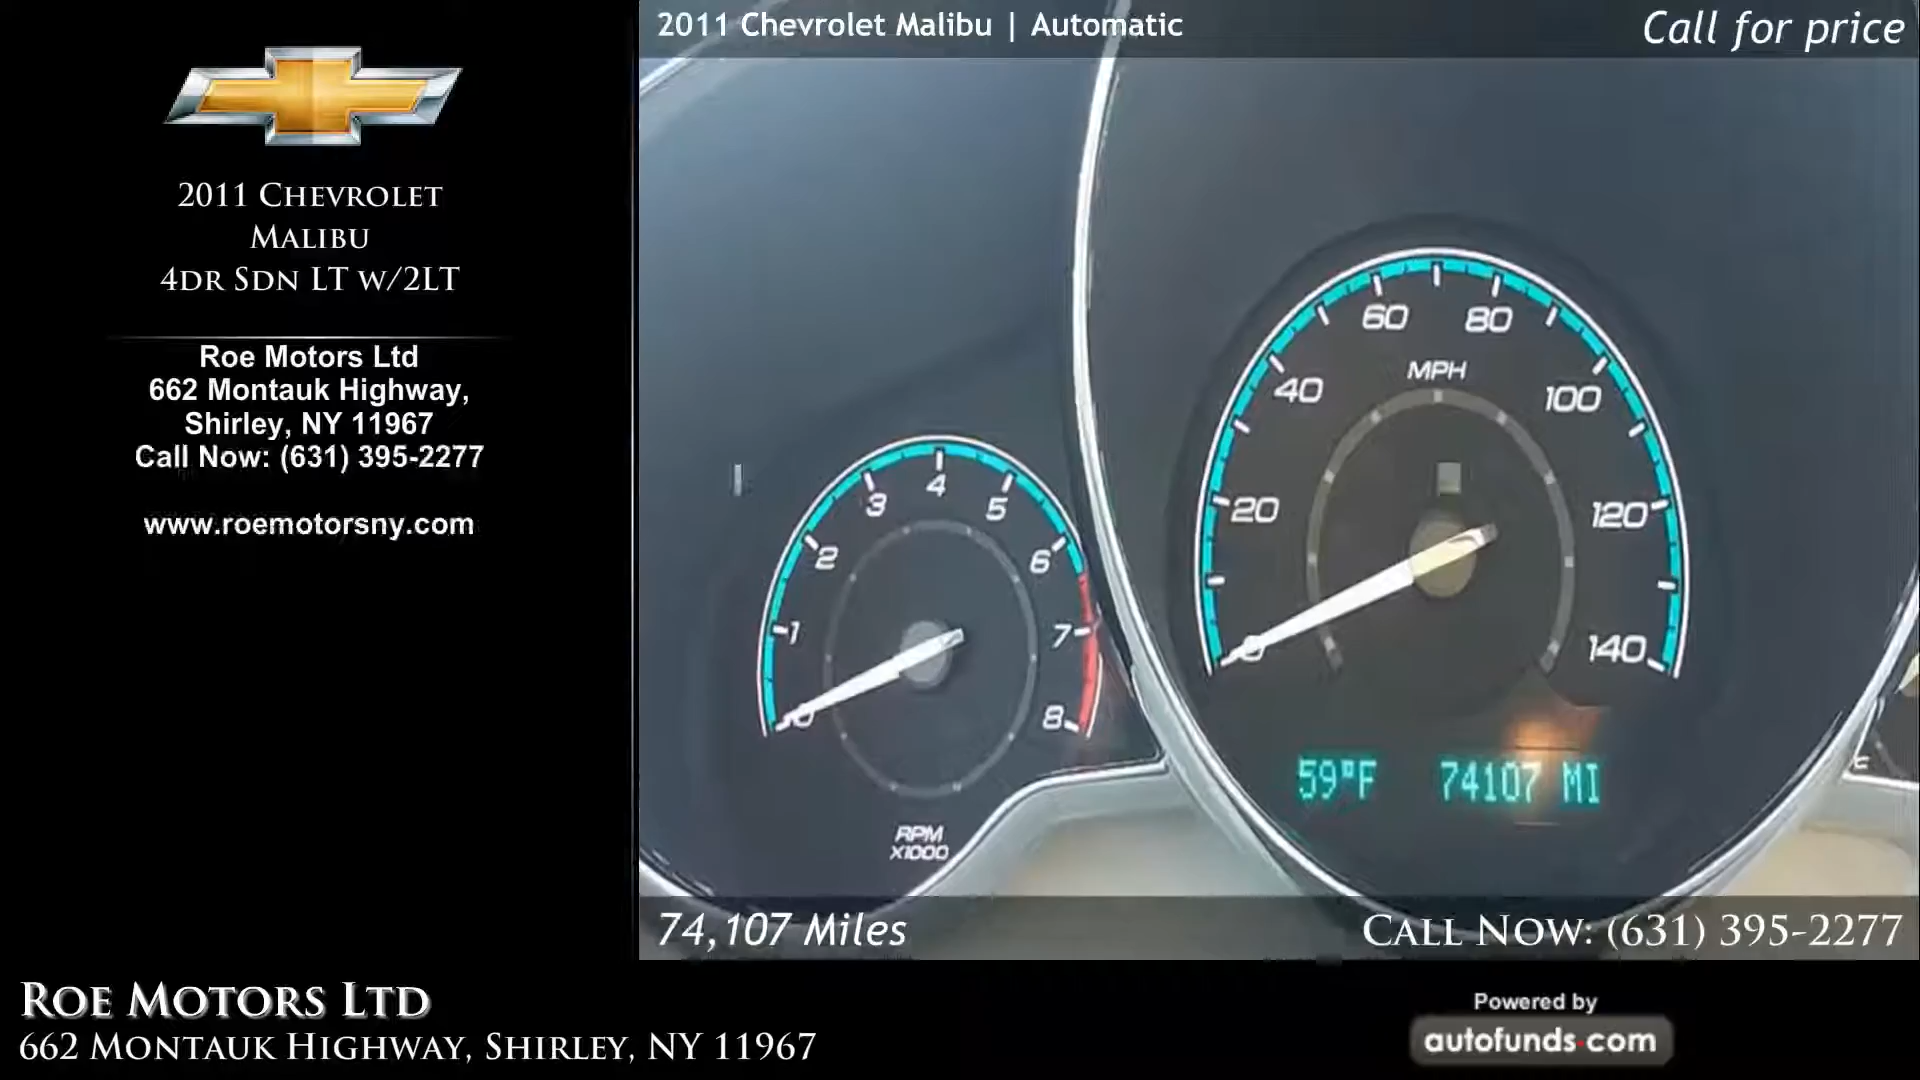 2011 Chevrolet
Malibu
4dr Sdn LT w/2LT
Roe Motors Ltd
662 Montauk Highway,
Shirley, NY 11967
Call Now: (631) 395-2277
www.roemotorsny.com
2011 Chevrolet Malibu | Automatic
Call for price
0
1
2
3
4
5
6
7
8
RPM
X1000
0
20
40
60
80
100
120
140
MPH
59°F 74107 MI
C
74,107 Miles
Call Now: (631) 395-2277
Roe Motors Ltd
662 Montauk Highway, Shirley, NY 11967
Powered by
autofunds.com